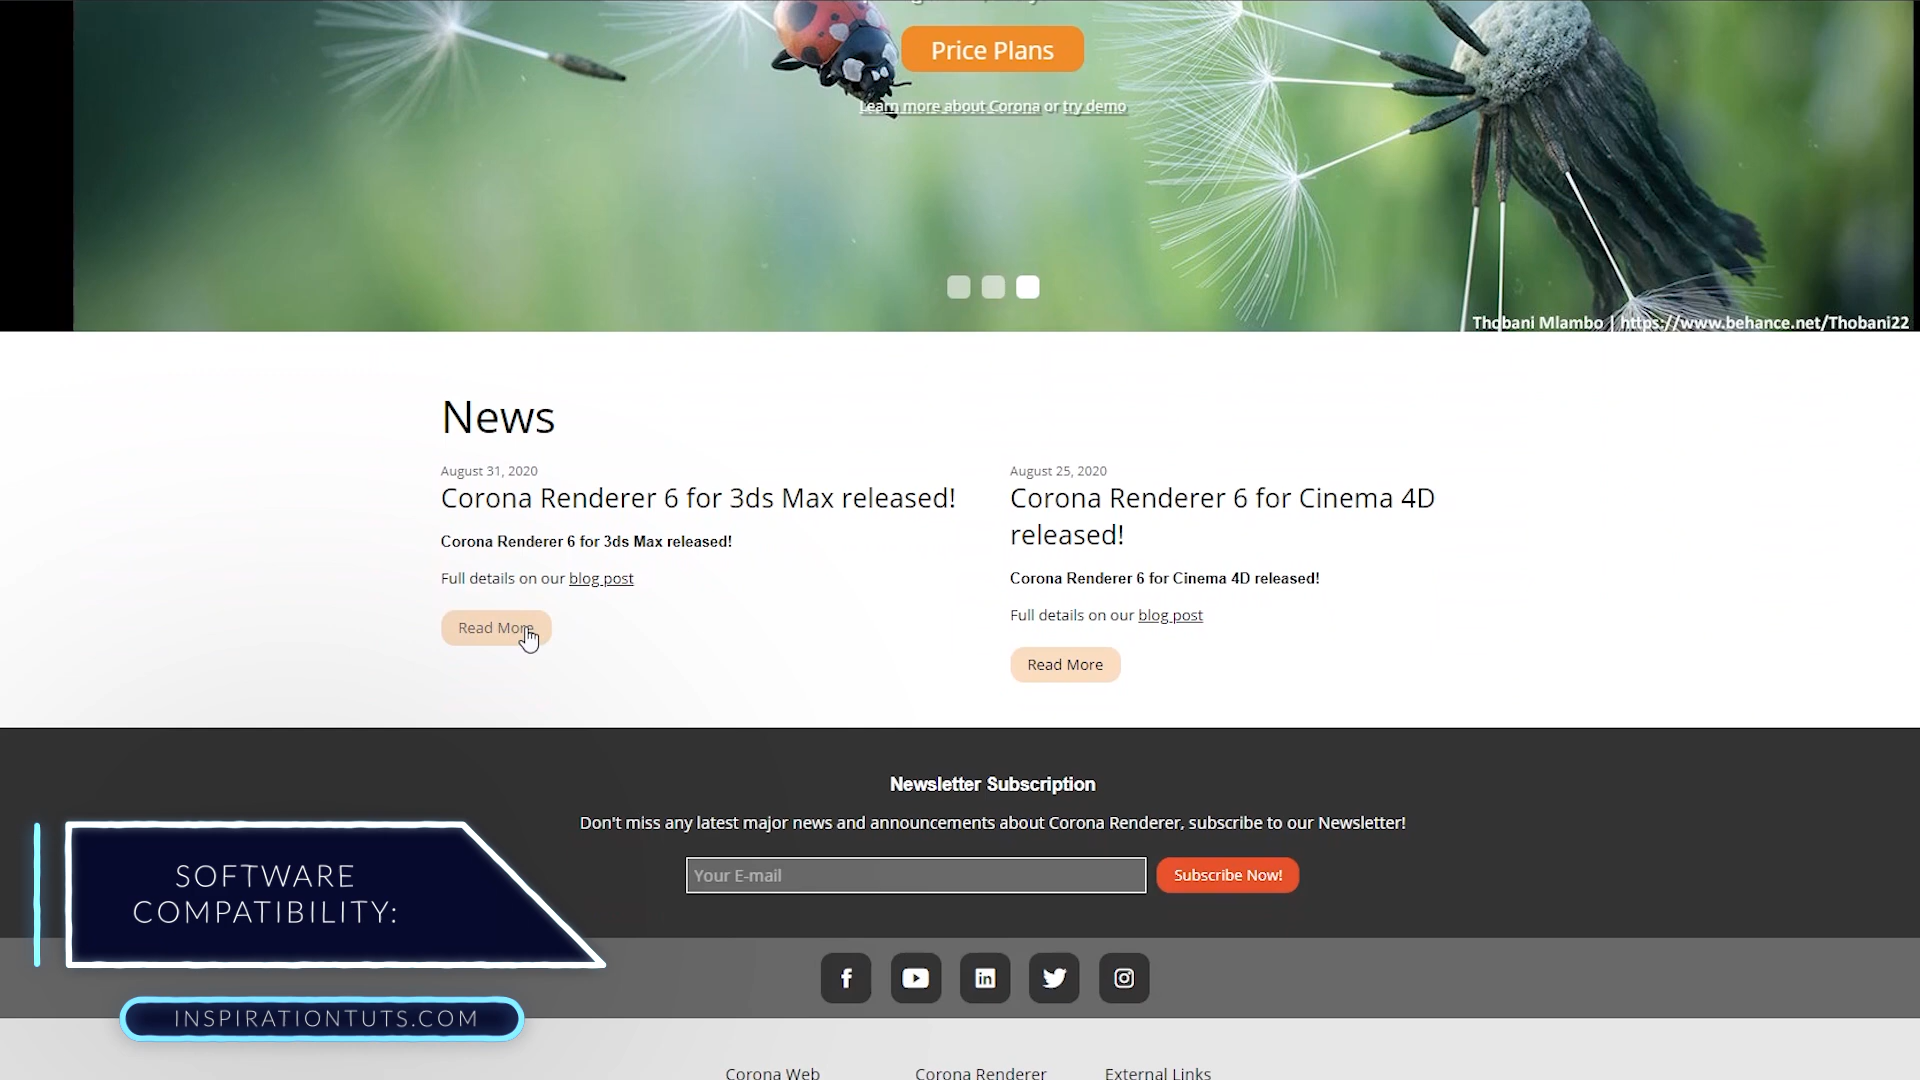 Price Plans
Learn more about Corona or try demo
Thobani Mlambo | https://www.behance.net/Thobani22
News
August 31, 2020
Corona Renderer 6 for 3ds Max released!
Corona Renderer 6 for 3ds Max released!
Full details on our blog post
Read More
August 25, 2020
Corona Renderer 6 for Cinema 4D
released!
Corona Renderer 6 for Cinema 4D released!
Full details on our blog post
Read More
Newsletter Subscription
Don't miss any latest major news and announcements about Corona Renderer, subscribe to our Newsletter!
Your E-mail
Subscribe Now!
SOFTWARE
COMPATIBILITY:
INSPIRATIONTUTS.COM
Corona Web
Corona Renderer
External Links